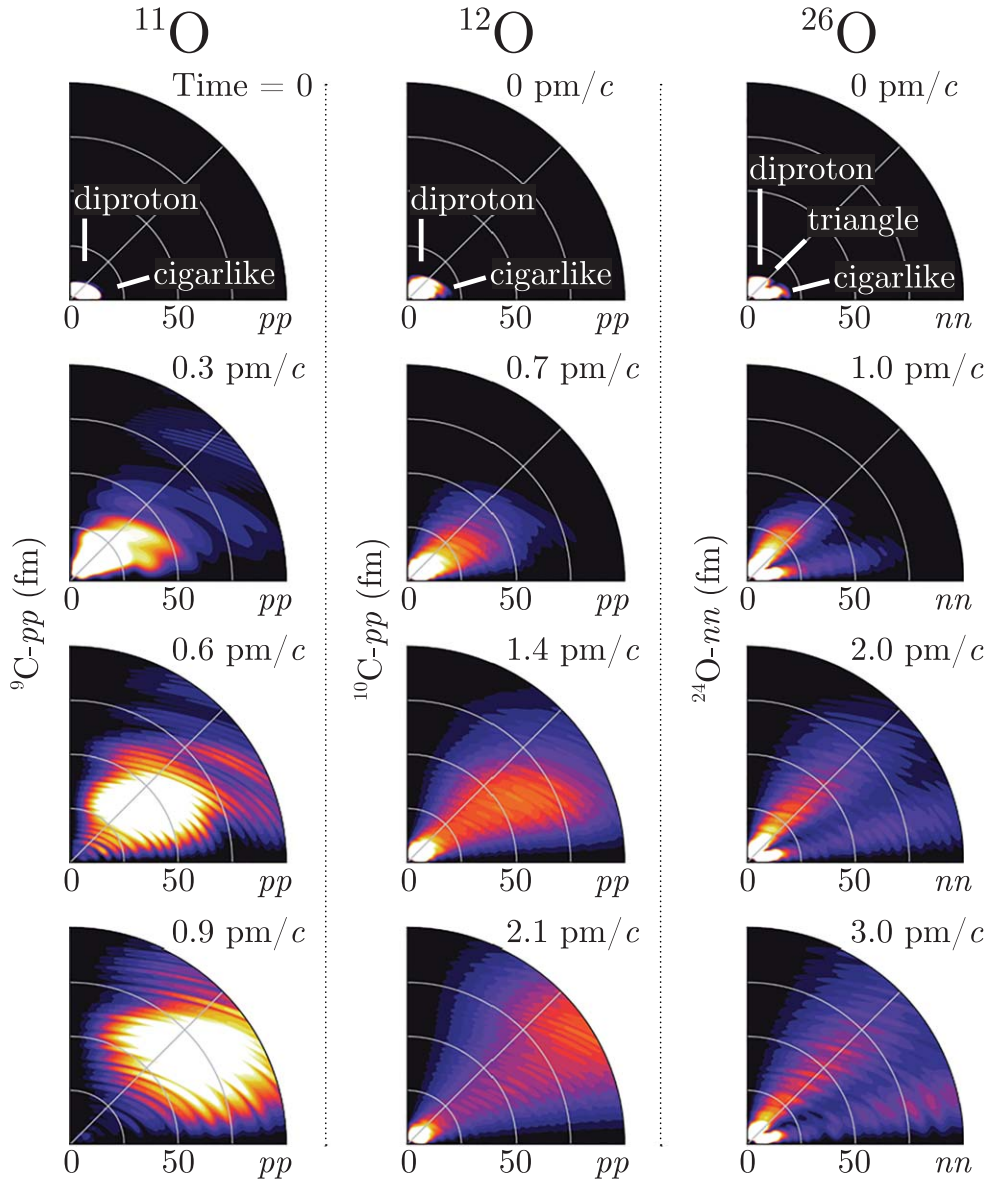 ¹¹O ¹²O ²⁶O
Time = 0 0 pm/c 0 pm/c
diproton diproton diproton
triangle
cigarlike cigarlike cigarlike
0 50 pp 0 50 pp 0 50 nn
0.3 pm/c 0.7 pm/c 1.0 pm/c
0 50 pp 0 50 pp 0 50 nn
⁹C-pp (fm) ¹⁰C-pp (fm) ²⁴O-nn (fm)
0.6 pm/c 1.4 pm/c 2.0 pm/c
0 50 pp 0 50 pp 0 50 nn
0.9 pm/c 2.1 pm/c 3.0 pm/c
0 50 pp 0 50 pp 0 50 nn